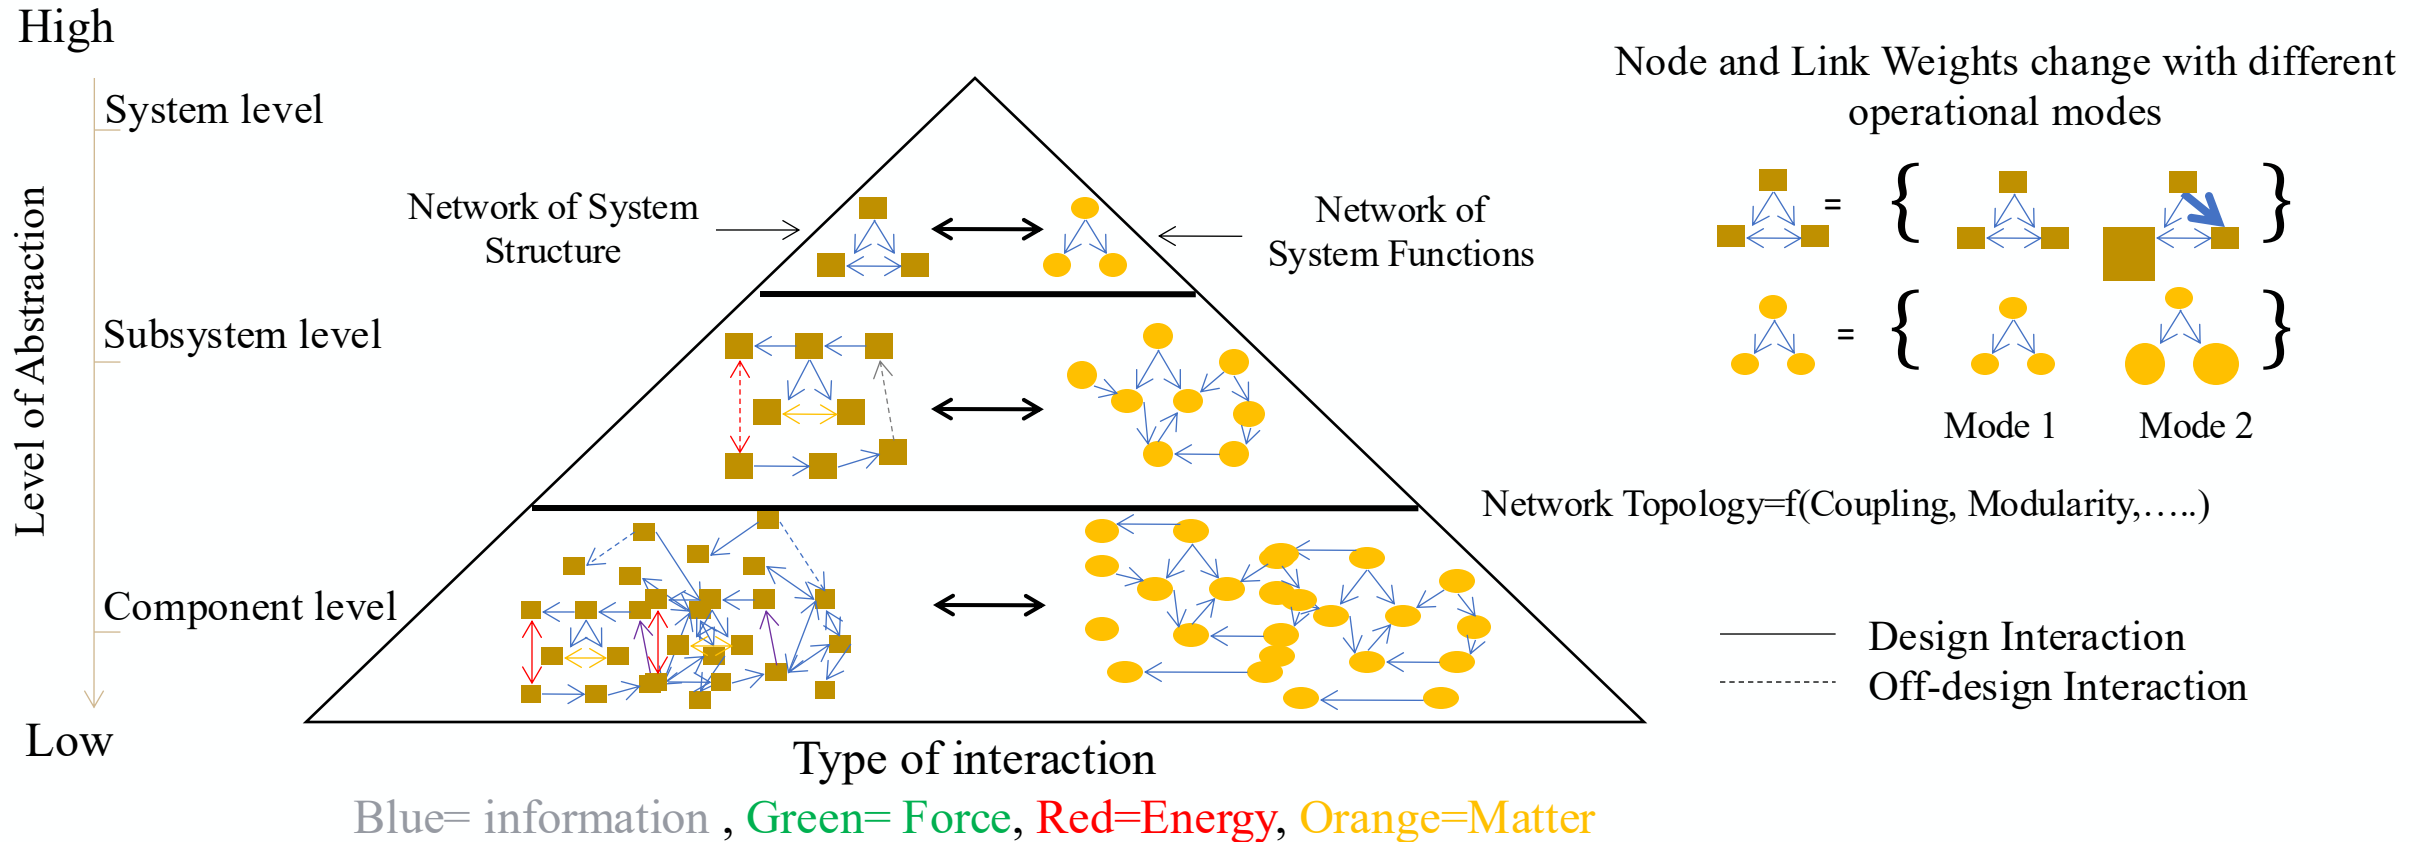 High
System level
Subsystem level
Component level
Low
Level of Abstraction
Network of System
Structure
Network of
System Functions
Node and Link Weights change with different
operational modes
=
{
}
=
{
}
Mode 1
Mode 2
Network Topology=f(Coupling, Modularity,…..)
Design Interaction
Off-design Interaction
Type of interaction
Blue= information , Green= Force, Red=Energy, Orange=Matter